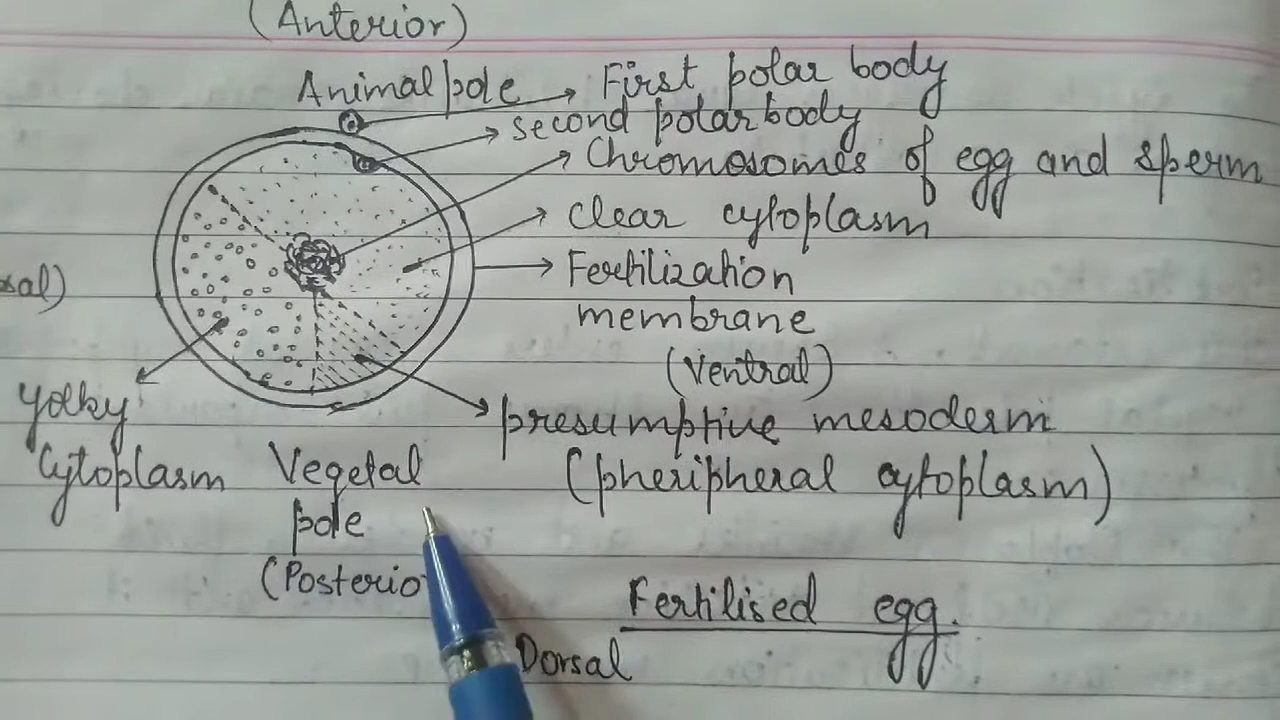 (Anterior)
Animal pole
First polar body
second polar body
Chromosomes of egg and sperm
clear cytoplasm
Fertilization
membrane
(Ventral)
presumptive mesoderm
(pheripheral cytoplasm)
sal)
yolky
Cytoplasm
Vegetal
pole
(Posterio
Fertilised egg.
Dorsal